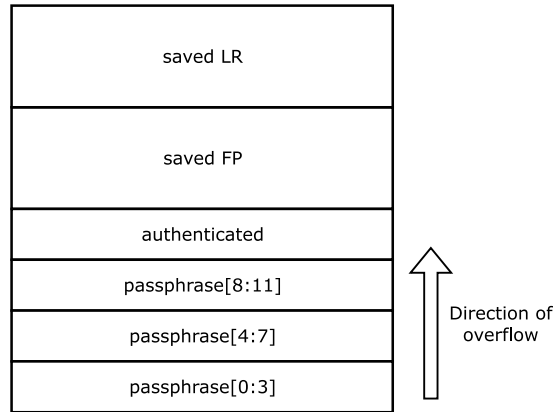 saved LR
saved FP
authenticated
passphrase[8:11]
passphrase[4:7]
passphrase[0:3]
Direction of
overflow